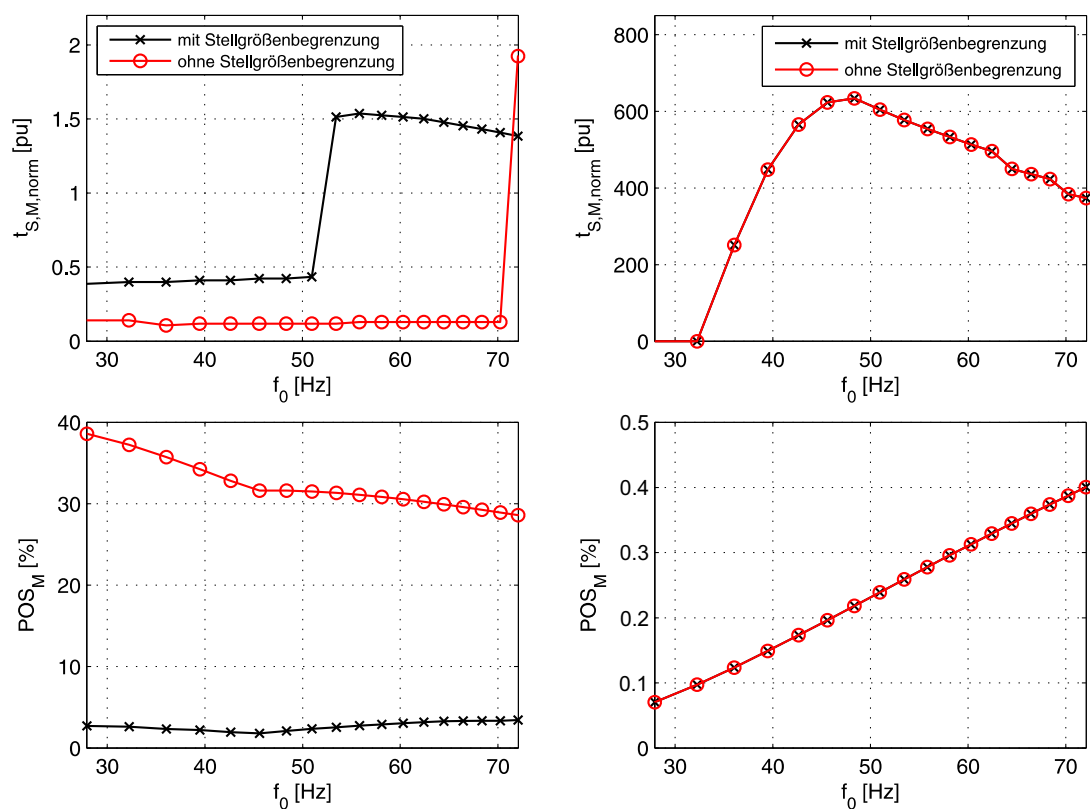 2
1.5
1
0.5
0
t_{S,M,norm} [pu]
mit Stellgrößenbegrenzung
ohne Stellgrößenbegrenzung
30 40 50 60 70
f_0 [Hz]
800
600
400
200
0
t_{S,M,norm} [pu]
mit Stellgrößenbegrenzung
ohne Stellgrößenbegrenzung
30 40 50 60 70
f_0 [Hz]
40
30
20
10
0
POS_M [%]
30 40 50 60 70
f_0 [Hz]
0.5
0.4
0.3
0.2
0.1
0
POS_M [%]
30 40 50 60 70
f_0 [Hz]